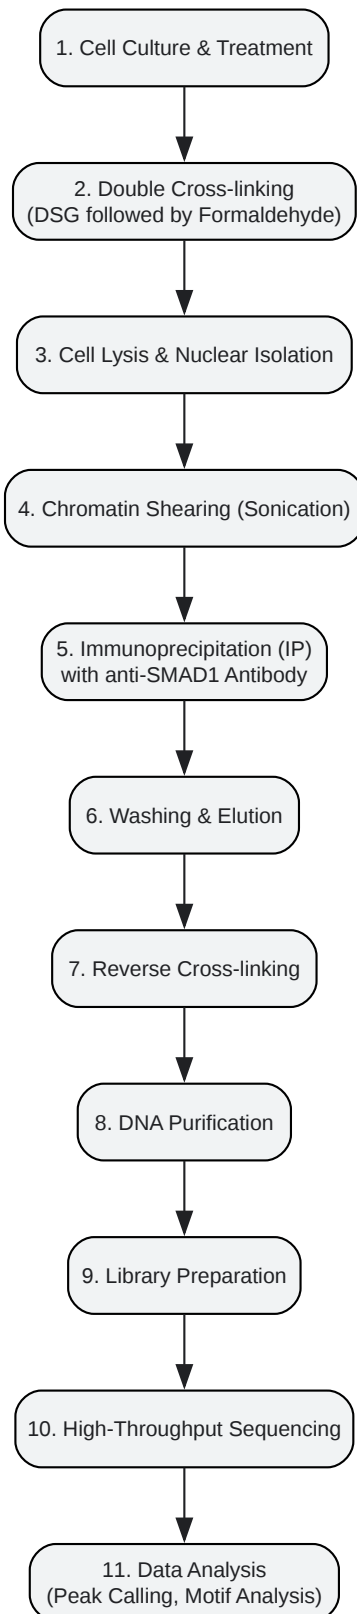 1. Cell Culture & Treatment
2. Double Cross-linking
(DSG followed by Formaldehyde)
3. Cell Lysis & Nuclear Isolation
4. Chromatin Shearing (Sonication)
5. Immunoprecipitation (IP)
with anti-SMAD1 Antibody
6. Washing & Elution
7. Reverse Cross-linking
8. DNA Purification
9. Library Preparation
10. High-Throughput Sequencing
11. Data Analysis
(Peak Calling, Motif Analysis)